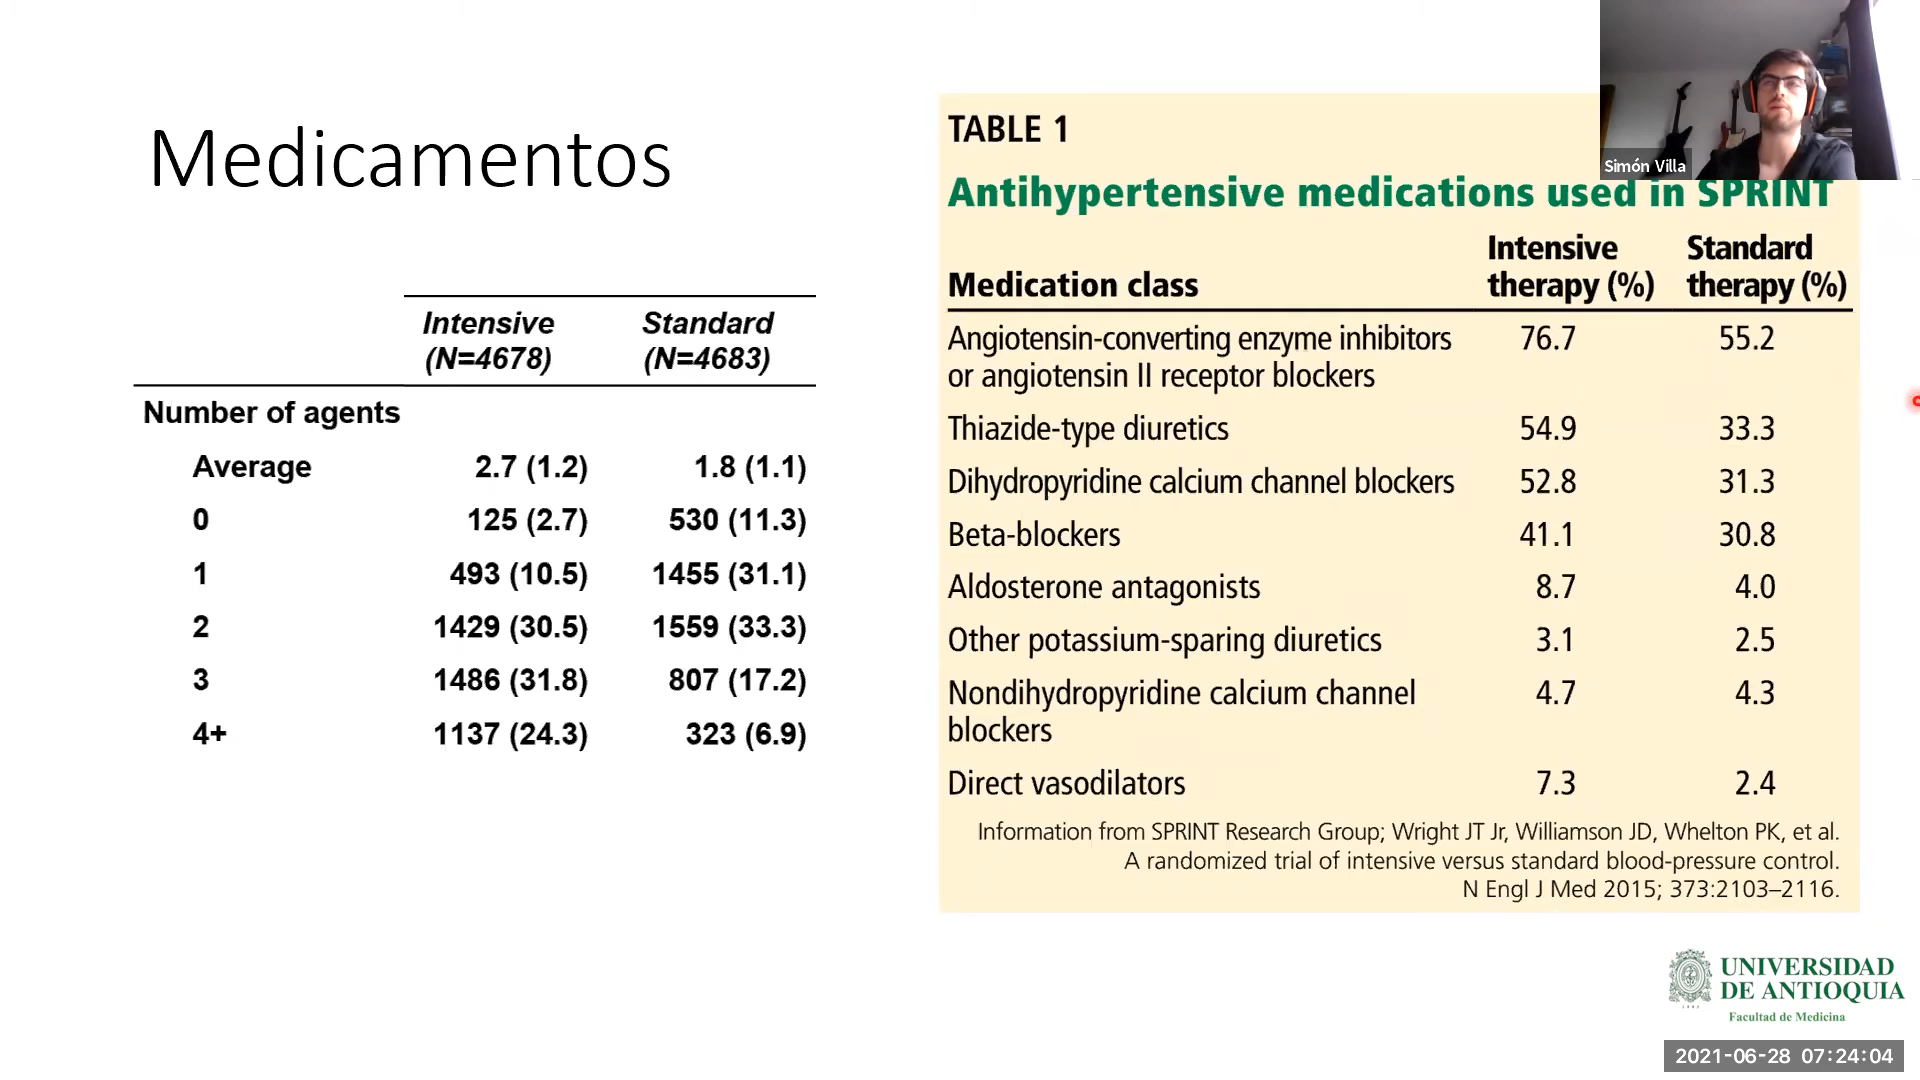 Medicamentos
Intensive Standard
(N=4678) (N=4683)
Number of agents
Average 2.7 (1.2) 1.8 (1.1)
0 125 (2.7) 530 (11.3)
1 493 (10.5) 1455 (31.1)
2 1429 (30.5) 1559 (33.3)
3 1486 (31.8) 807 (17.2)
4+ 1137 (24.3) 323 (6.9)
TABLE 1
Antihypertensive medications used in SPRINT
Intensive Standard
Medication class therapy (%) therapy (%)
Angiotensin-converting enzyme inhibitors 76.7 55.2
or angiotensin II receptor blockers
Thiazide-type diuretics 54.9 33.3
Dihydropyridine calcium channel blockers 52.8 31.3
Beta-blockers 41.1 30.8
Aldosterone antagonists 8.7 4.0
Other potassium-sparing diuretics 3.1 2.5
Nondihydropyridine calcium channel 4.7 4.3
blockers
Direct vasodilators 7.3 2.4
Information from SPRINT Research Group; Wright JT Jr, Williamson JD, Whelton PK, et al.
A randomized trial of intensive versus standard blood-pressure control.
N Engl J Med 2015; 373:2103–2116.
Simón Villa
UNIVERSIDAD
DE ANTIOQUIA
Facultad de Medicina
2021-06-28 07:24:04